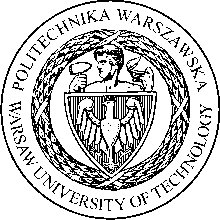 POLITECHNIKA WARSZAWSKA
WARSAW UNIVERSITY OF TECHNOLOGY